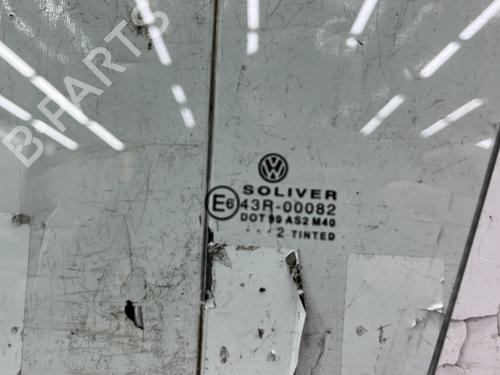 B-PARTS
VW
SOLIVER
E6 43R-00082
DOT 99 AS2 M40
··· 2 TINTED